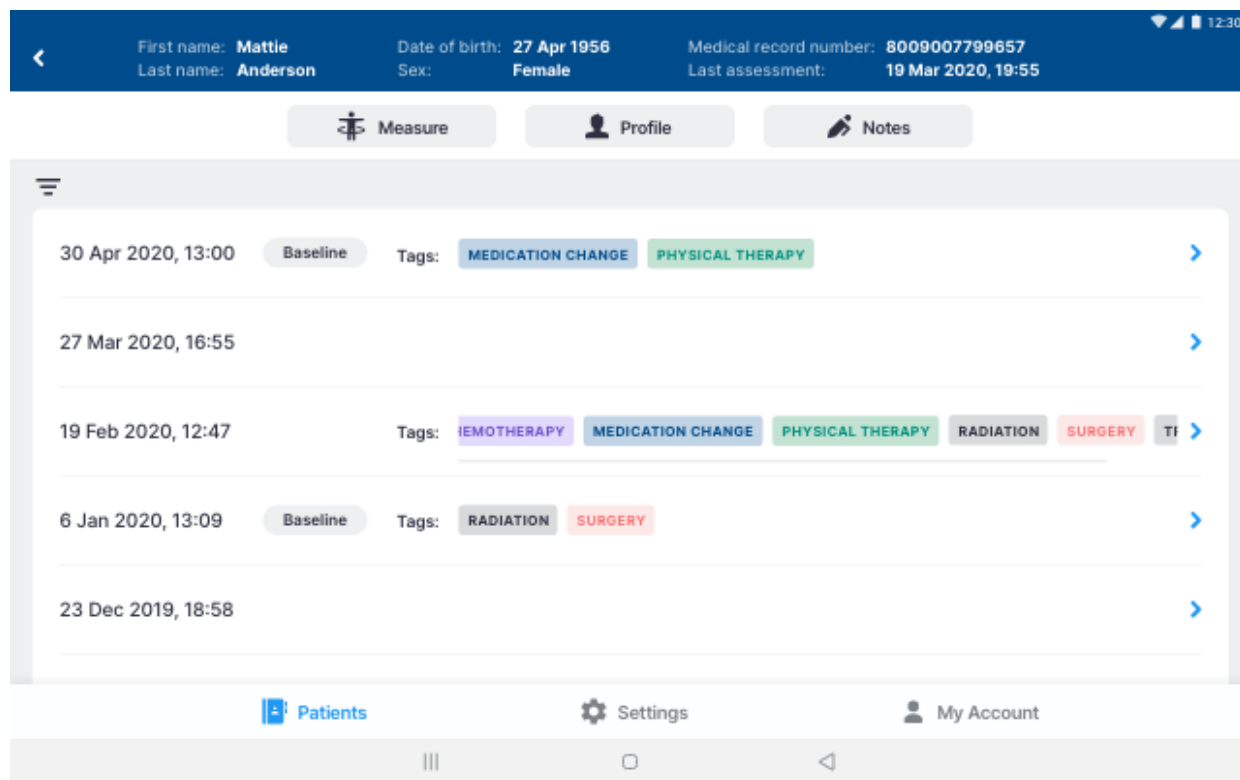 12:30
First name: Mattie Date of birth: 27 Apr 1956 Medical record number: 8009007799657
Last name: Anderson Sex: Female Last assessment: 19 Mar 2020, 19:55
Measure Profile Notes
30 Apr 2020, 13:00 Baseline Tags: MEDICATION CHANGE PHYSICAL THERAPY
27 Mar 2020, 16:55
19 Feb 2020, 12:47 Tags: MEDICATION CHANGE PHYSICAL THERAPY RADIATION SURGERY
6 Jan 2020, 13:09 Baseline Tags: RADIATION SURGERY
23 Dec 2019, 18:58
Patients Settings My Account